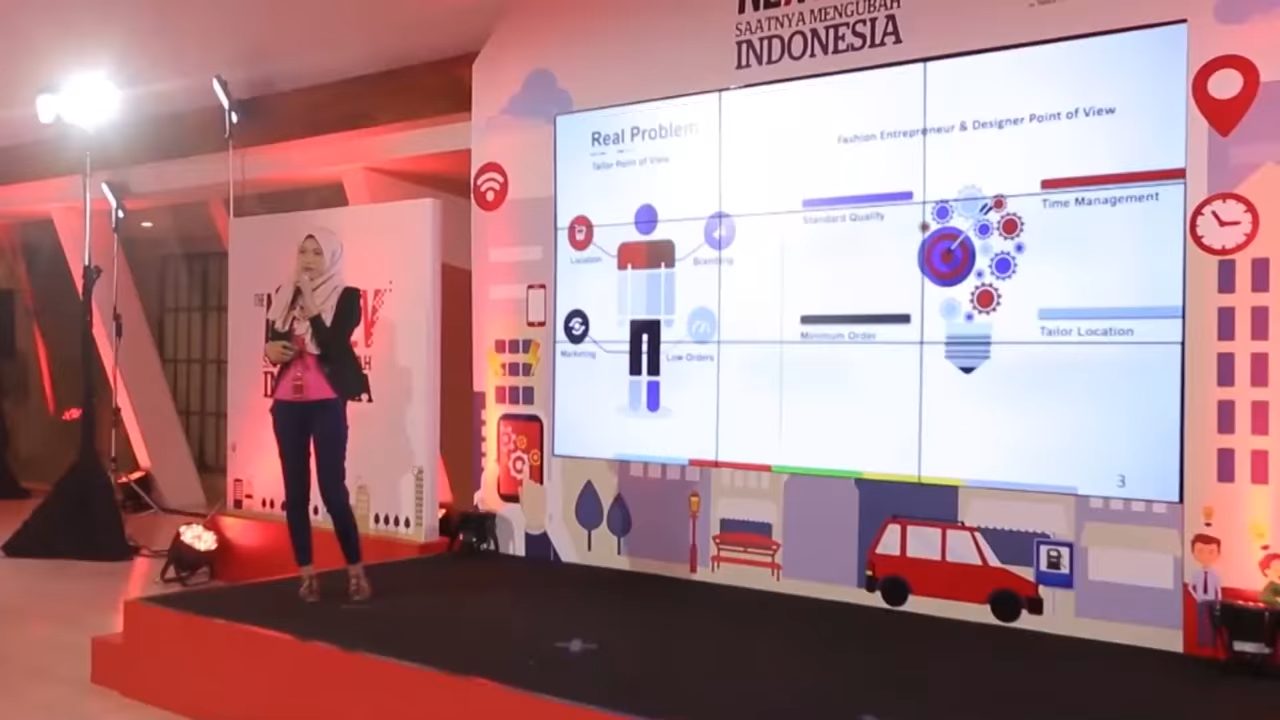 SAATNYA MENGUBAH
INDONESIA
Real Problem
Tailor Point of View
Fashion Entrepreneur & Designer Point of View
Location
Branding
Marketing
Low Orders
Standard Quality
Time Management
Minimum Order
Tailor Location
3
THE